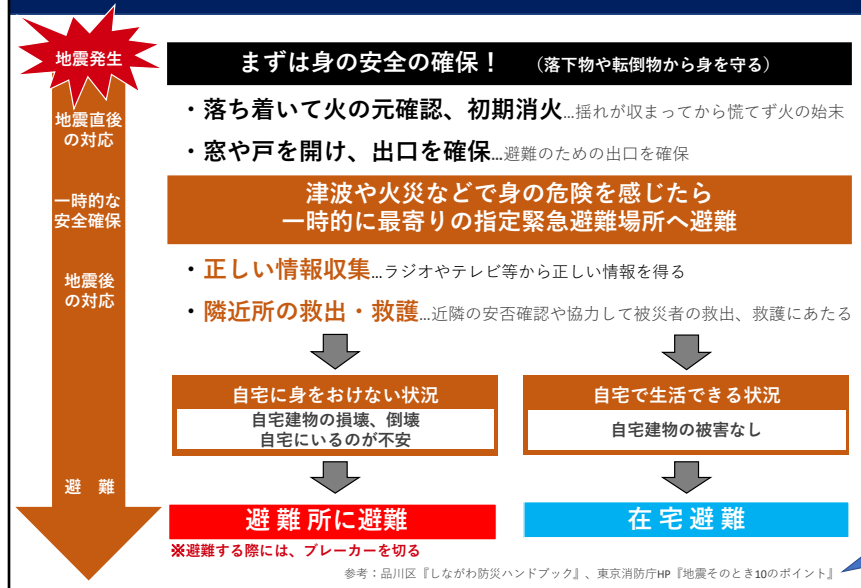 地震発生
まずは身の安全の確保！　（落下物や転倒物から身を守る）
地震直後
の対応
・落ち着いて火の元確認、初期消火…揺れが収まってから慌てず火の始末
・窓や戸を開け、出口を確保…避難のための出口を確保
一時的な
安全確保
津波や火災などで身の危険を感じたら
一時的に最寄りの指定緊急避難場所へ避難
地震後
の対応
・正しい情報収集…ラジオやテレビ等から正しい情報を得る
・隣近所の救出・救護…近隣の安否確認や協力して被災者の救出、救護にあたる
自宅に身をおけない状況
自宅建物の損壊、倒壊
自宅にいるのが不安
自宅で生活できる状況
自宅建物の被害なし
避　難
避難所に避難
在宅避難
※避難する際には、ブレーカーを切る
参考：品川区『しながわ防災ハンドブック』、東京消防庁HP『地震そのとき10のポイント』